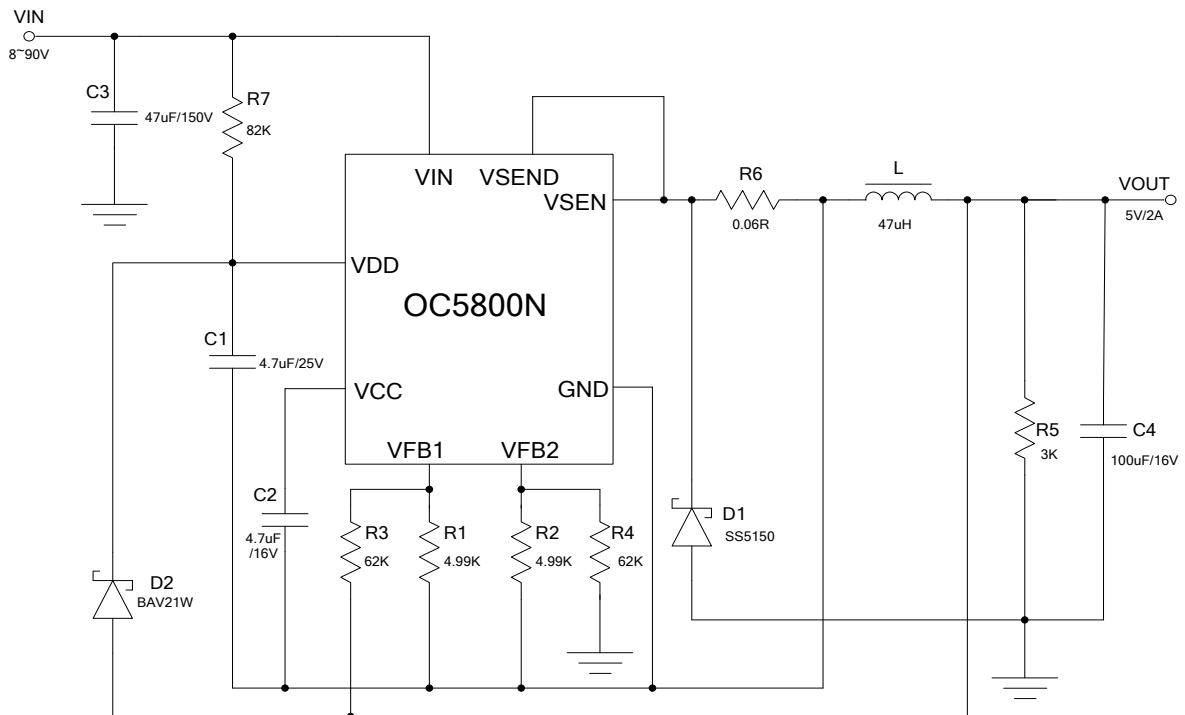 VIN
8~90V
C3
47uF/150V
R7
82K
VIN
VSEND
VSEN
R6
0.06R
L
47uH
VOUT
5V/2A
VDD
OC5800N
C1
4.7uF/25V
VCC
GND
VFB1
VFB2
R5
3K
C4
100uF/16V
C2
4.7uF
/16V
R3
62K
R1
4.99K
R2
4.99K
R4
62K
D1
SS5150
D2
BAV21W